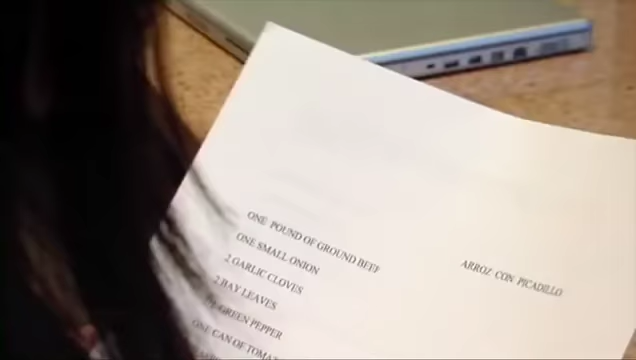 ONE POUND OF GROUND BEEF
ARROZ CON PICADILLO
ONE SMALL ONION
2 GARLIC CLOVES
2 BAY LEAVES
GREEN PEPPER
ONE CAN OF